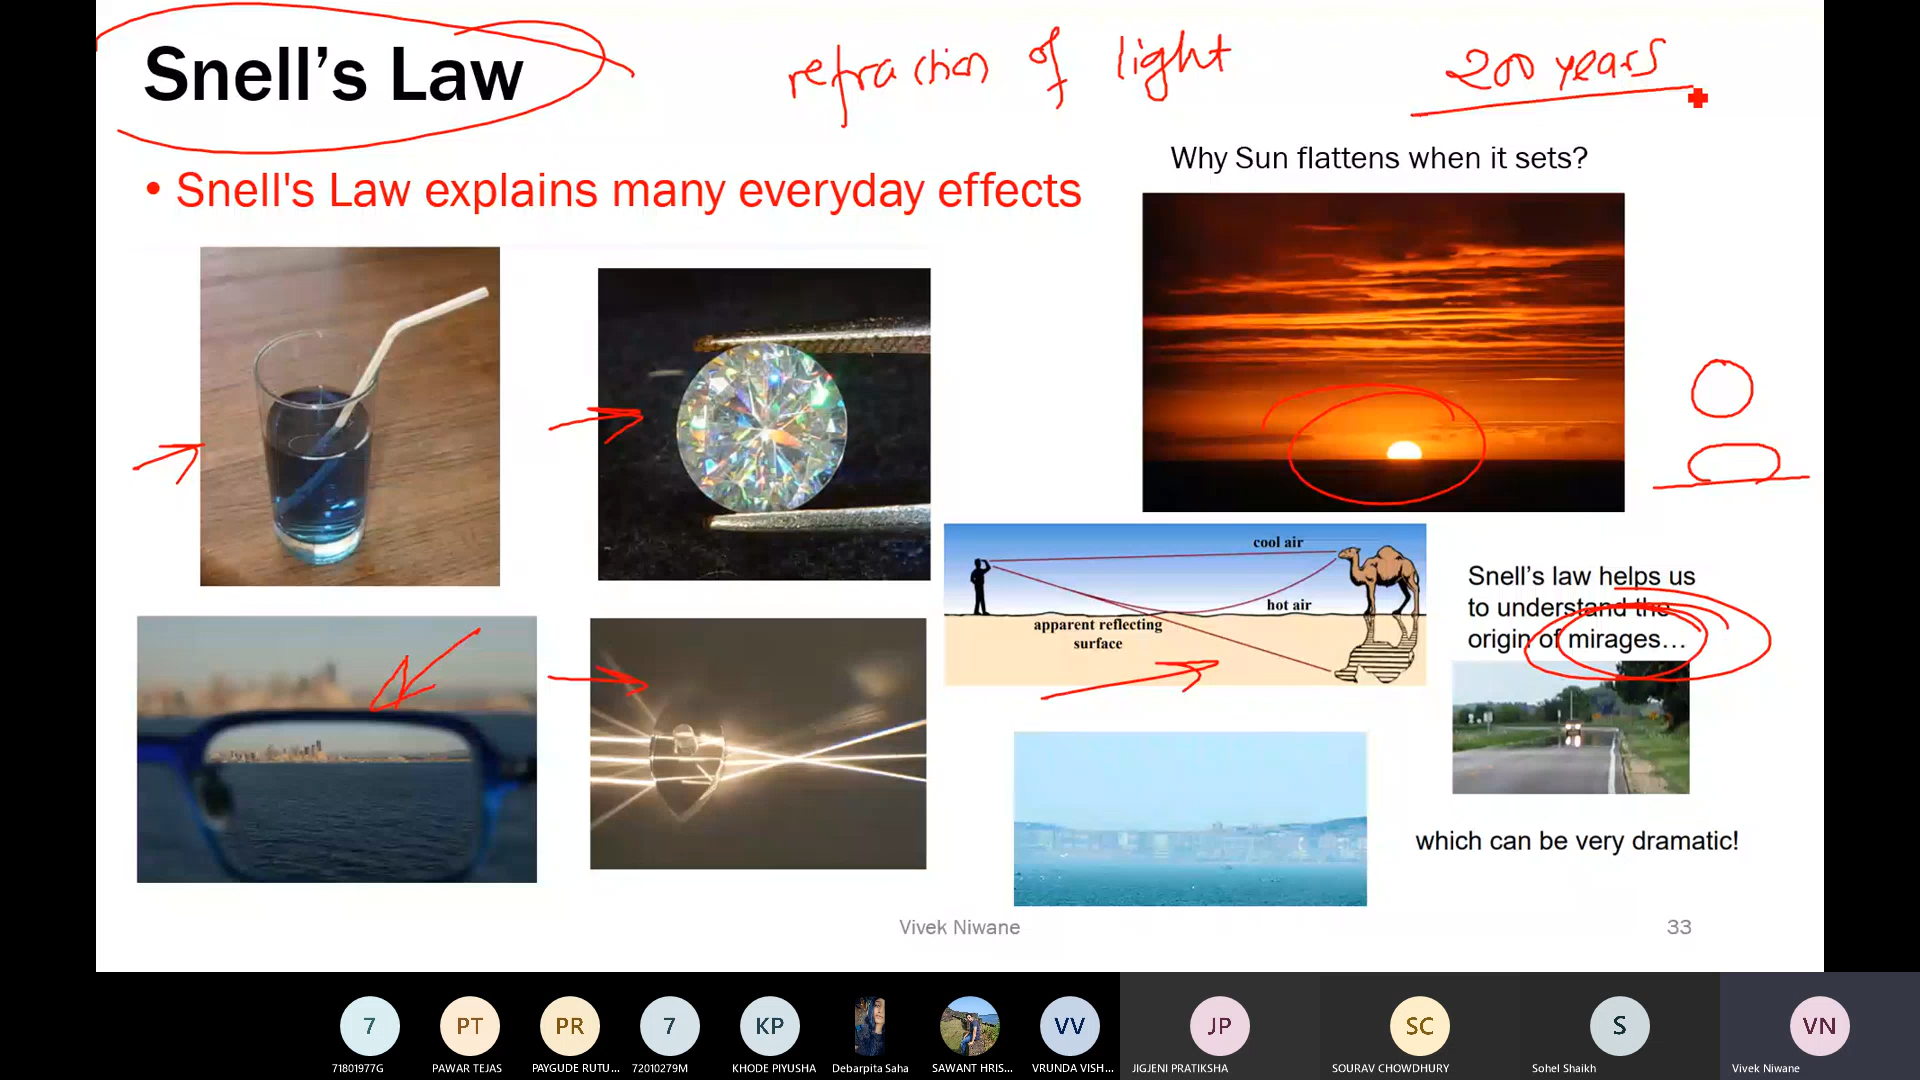 Snell’s Law
refraction of light
200 years
• Snell's Law explains many everyday effects
Why Sun flattens when it sets?
cool air
hot air
apparent reflecting
surface
Snell’s law helps us
to understand the
origin of mirages…
which can be very dramatic!
Vivek Niwane
33
7
PT
PR
7
KP
VV
JP
SC
S
VN
71801977G
PAWAR TEJAS
PAYGUDE RUTU...
72010279M
KHODE PIYUSHA
Debarpita Saha
SAWANT HRIS...
VRUNDA VISH...
JIGJENI PRATIKSHA
SOURAV CHOWDHURY
Sohel Shaikh
Vivek Niwane